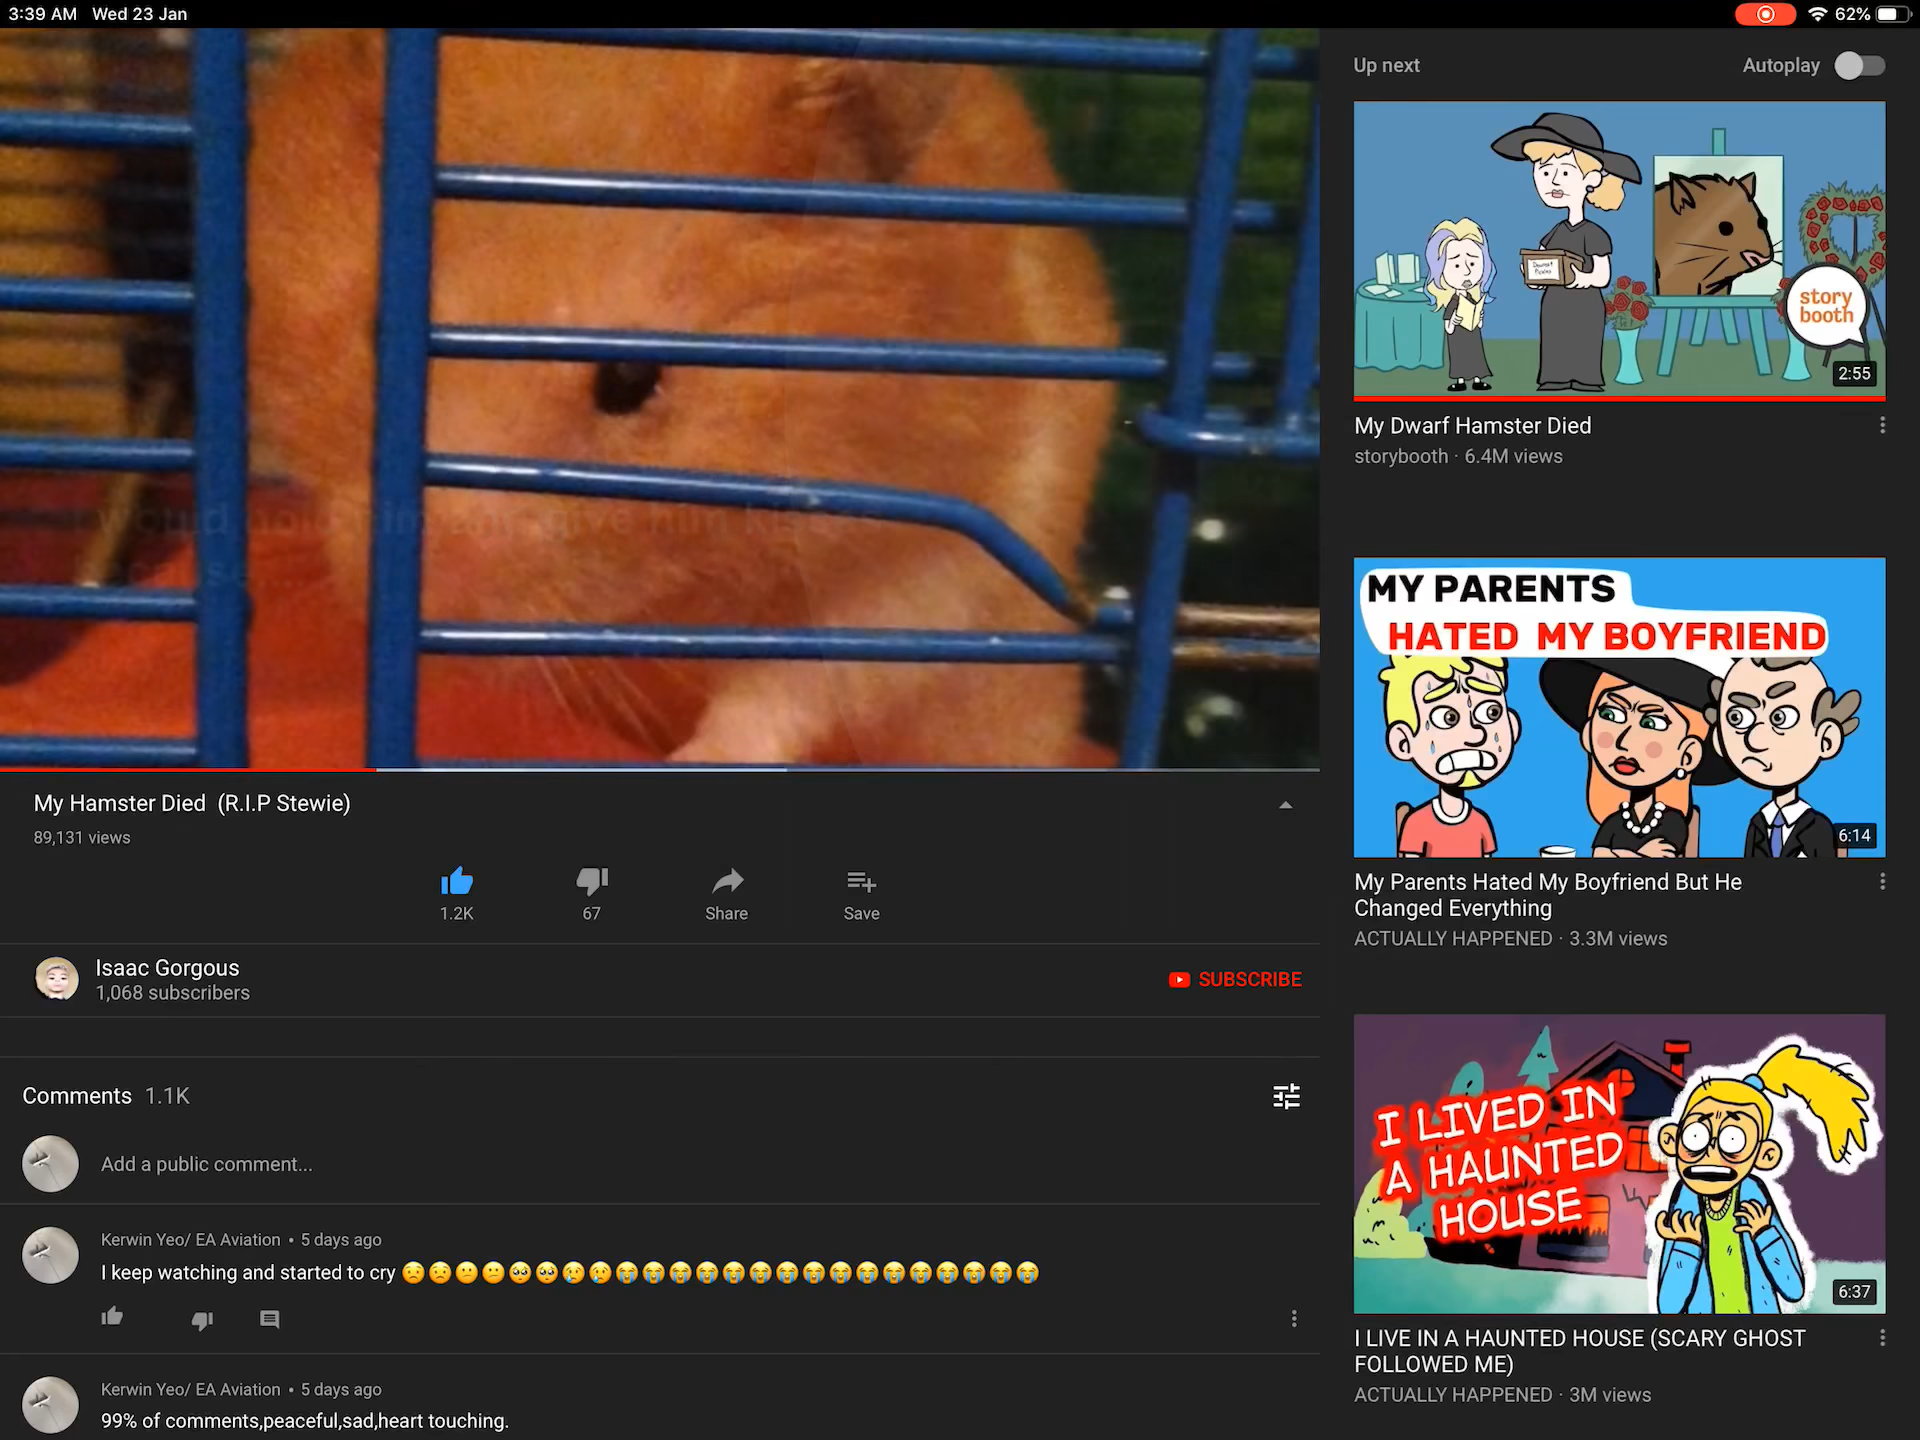 3:39 AM Wed 23 Jan
62%
Up next
Autoplay
story
booth
2:55
My Dwarf Hamster Died
storybooth · 6.4M views
MY PARENTS
HATED MY BOYFRIEND
6:14
My Parents Hated My Boyfriend But He
Changed Everything
ACTUALLY HAPPENED · 3.3M views
I LIVED IN
A HAUNTED
HOUSE
6:37
I LIVE IN A HAUNTED HOUSE (SCARY GHOST
FOLLOWED ME)
ACTUALLY HAPPENED · 3M views
My Hamster Died (R.I.P Stewie)
89,131 views
1.2K
67
Share
Save
Isaac Gorgous
1,068 subscribers
SUBSCRIBE
Comments 1.1K
Add a public comment...
Kerwin Yeo/ EA Aviation • 5 days ago
I keep watching and started to cry 😟😟😕😕🥺🥺😢😢😭😭😭😭😭😭😭😭😭😭😭😭😭😭😭😭
Kerwin Yeo/ EA Aviation • 5 days ago
99% of comments,peaceful,sad,heart touching.